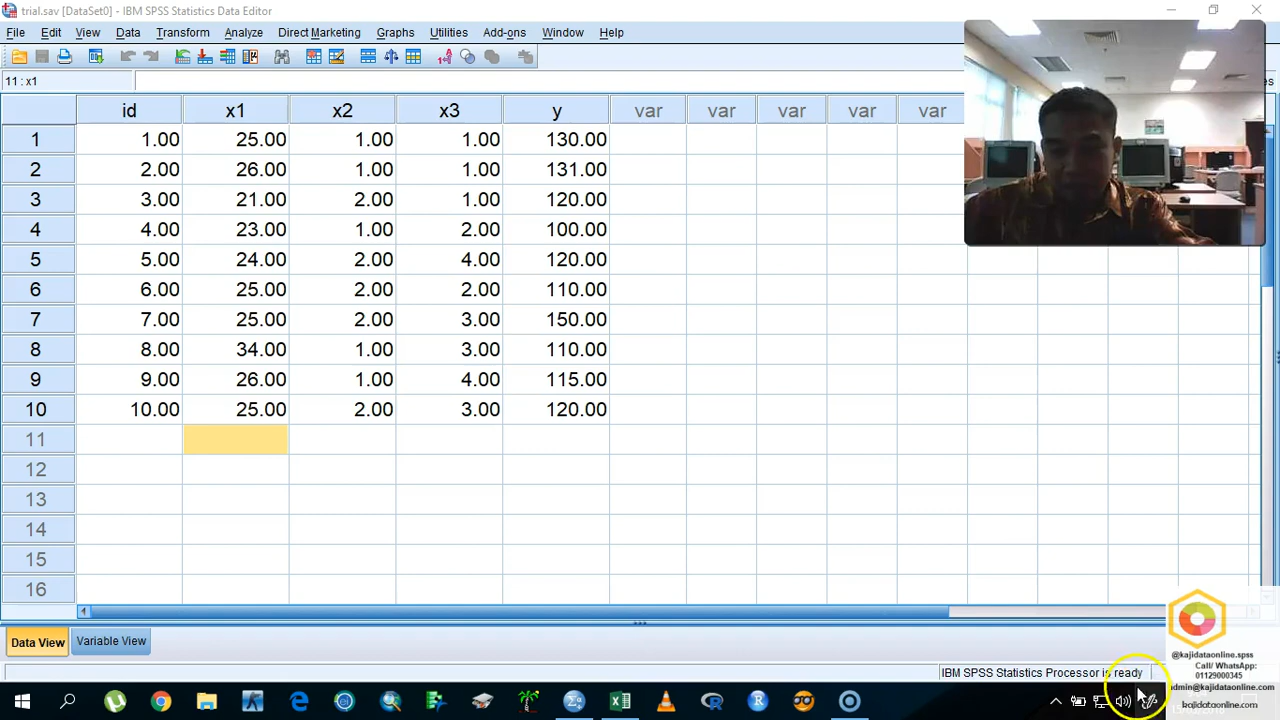 trial.sav [DataSet0] - IBM SPSS Statistics Data Editor
File Edit View Data Transform Analyze Direct Marketing Graphs Utilities Add-ons Window Help
11 : x1
id x1 x2 x3 y var var var var var
1 1.00 25.00 1.00 1.00 130.00
2 2.00 26.00 1.00 1.00 131.00
3 3.00 21.00 2.00 1.00 120.00
4 4.00 23.00 1.00 2.00 100.00
5 5.00 24.00 2.00 4.00 120.00
6 6.00 25.00 2.00 2.00 110.00
7 7.00 25.00 2.00 3.00 150.00
8 8.00 34.00 1.00 3.00 110.00
9 9.00 26.00 1.00 4.00 115.00
10 10.00 25.00 2.00 3.00 120.00
11
12
13
14
15
16
Data View Variable View
IBM SPSS Statistics Processor is ready
@kajidataonline.spss
Call/ WhatsApp:
01129000345
admin@kajidataonline.com
kajidataonline.com